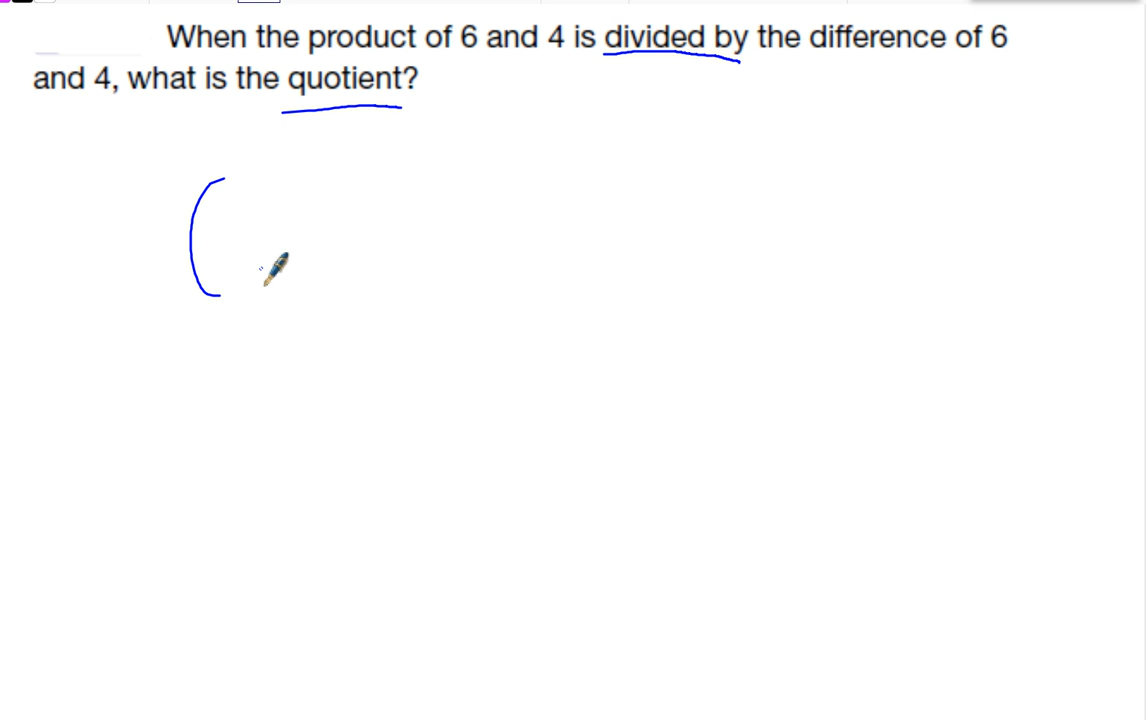 When the product of 6 and 4 is divided by the difference of 6
and 4, what is the quotient?
(